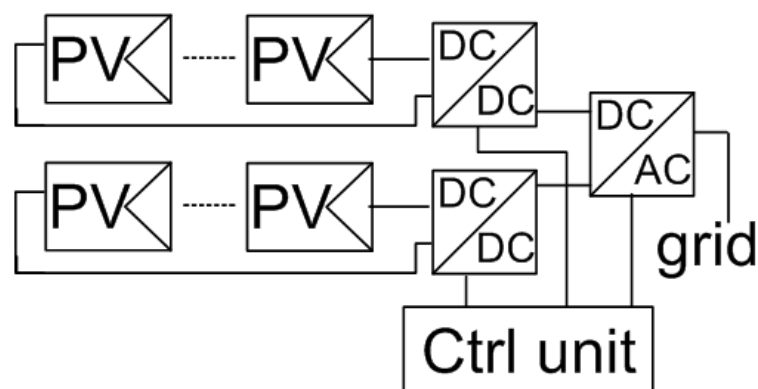 PV PV DC
DC
DC
AC
PV PV DC
DC
grid
Ctrl unit